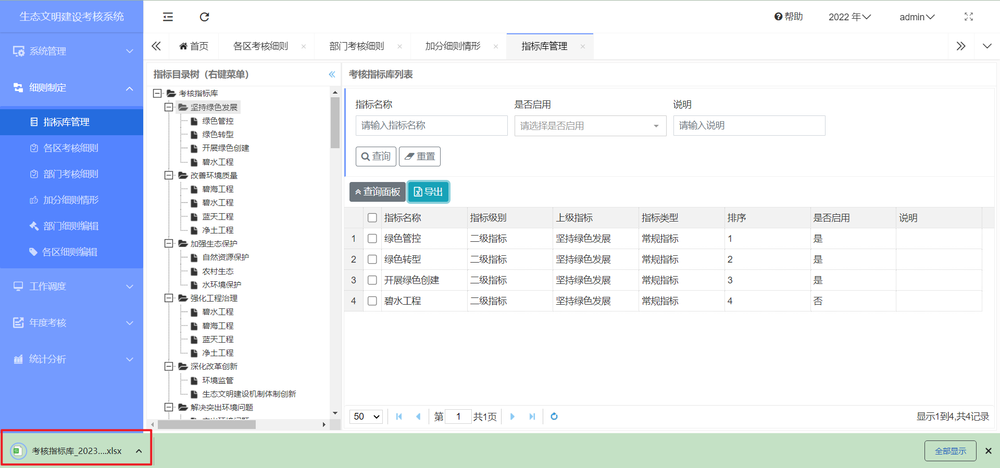 生态文明建设考核系统
帮助
2022 年
admin
首页
各区考核细则
部门考核细则
加分细则情形
指标库管理
系统管理
细则制定
指标库管理
各区考核细则
部门考核细则
加分细则情形
部门细则编辑
各区细则编辑
工作调度
年度考核
统计分析
指标目录树（右键菜单）
考核指标库
坚持绿色发展
绿色管控
绿色转型
开展绿色创建
碧水工程
改善环境质量
碧海工程
碧水工程
蓝天工程
净土工程
加强生态保护
自然资源保护
农村生态
水环境保护
强化工程治理
碧水工程
碧海工程
蓝天工程
净土工程
深化改革创新
环境监管
生态文明建设机制体制创新
解决突出环境问题
考核指标库列表
指标名称 是否启用 说明
请输入指标名称 请选择是否启用 请输入说明
查询 重置
查询面板 导出
指标名称 指标级别 上级指标 指标类型 排序 是否启用 说明
1 绿色管控 二级指标 坚持绿色发展 常规指标 1 是
2 绿色转型 二级指标 坚持绿色发展 常规指标 2 是
3 开展绿色创建 二级指标 坚持绿色发展 常规指标 3 是
4 碧水工程 二级指标 坚持绿色发展 常规指标 4 否
50 第 1 共1页 显示1到4,共4记录
考核指标库_2023....xlsx
全部显示